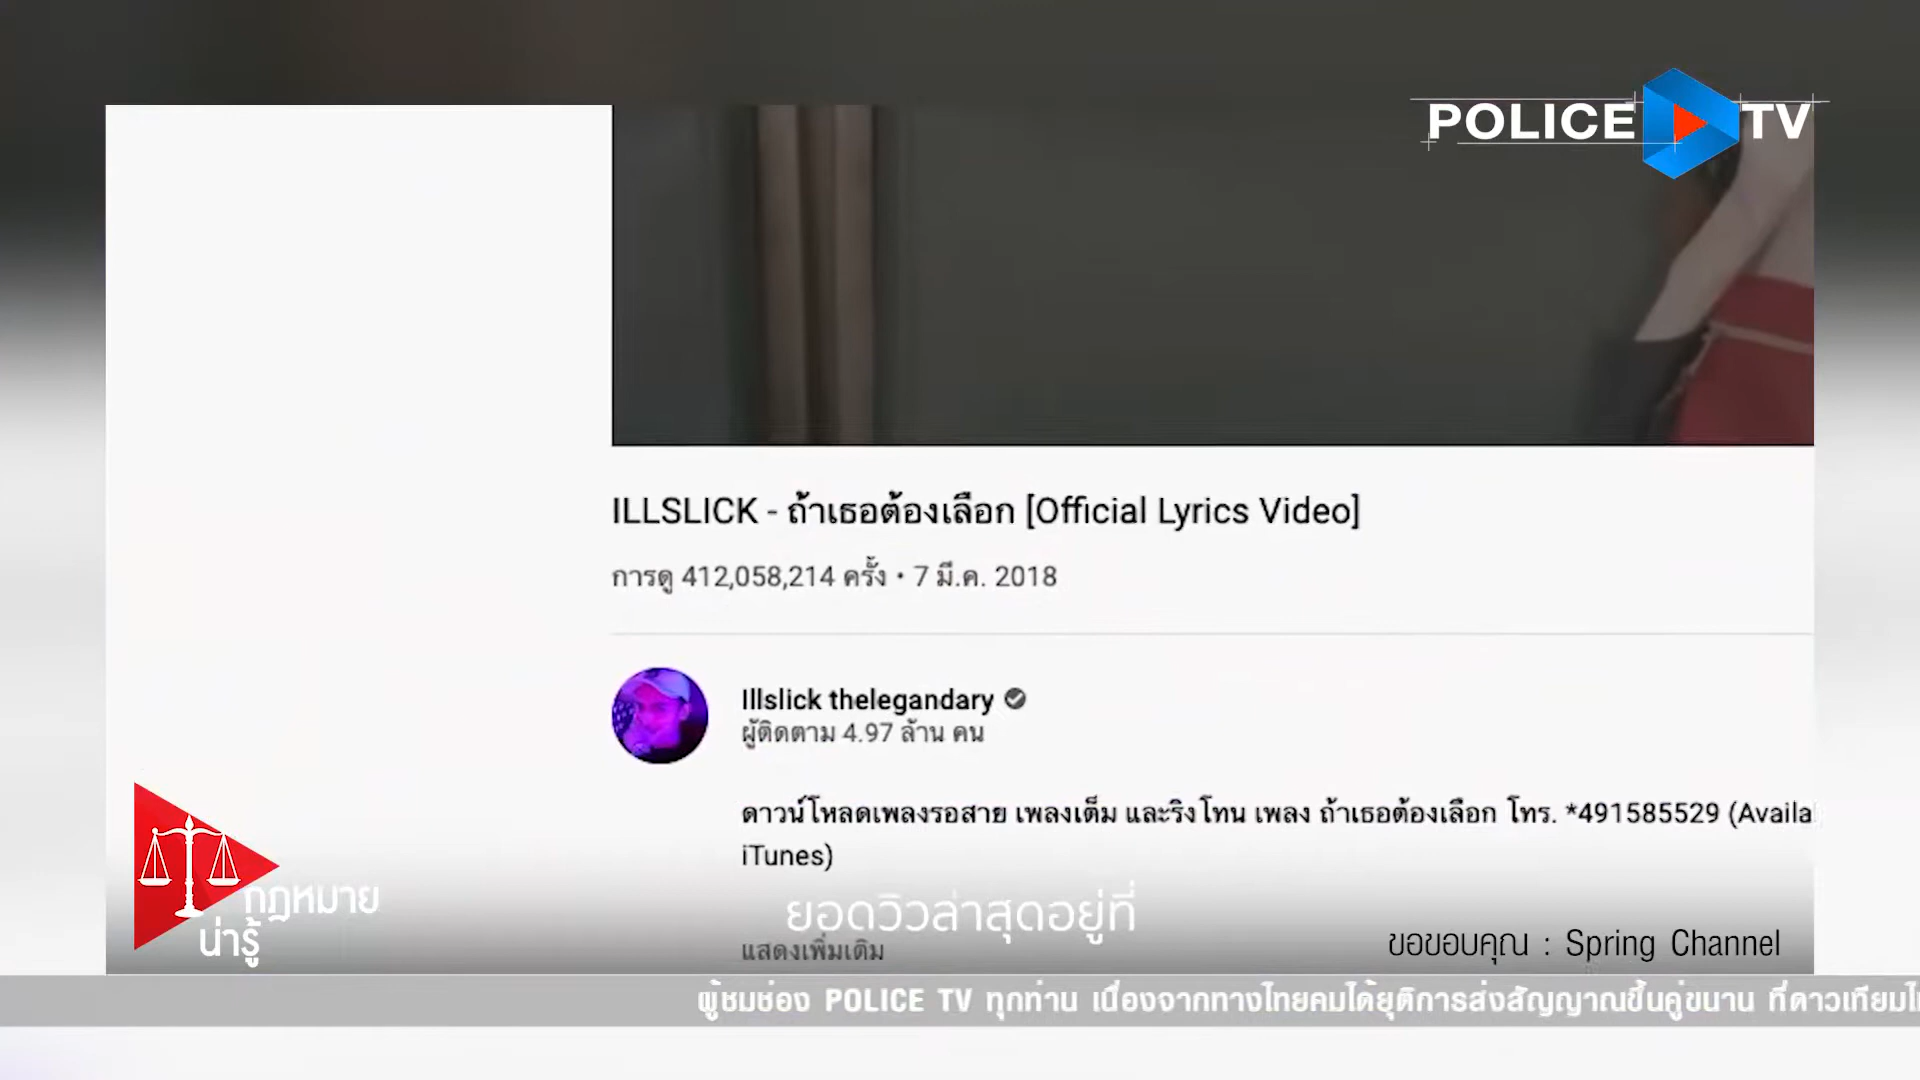 POLICE TV
ILLSLICK - ถ้าเธอต้องเลือก [Official Lyrics Video]
การดู 412,058,214 ครั้ง • 7 มี.ค. 2018
Illslick thelegandary
ผู้ติดตาม 4.97 ล้าน คน
ดาวน์โหลดเพลงรอสาย เพลงเต็ม และริงโทน เพลง ถ้าเธอต้องเลือก โทร. *491585529 (Availa
iTunes)
กฎหมาย
น่ารู้
ยอดวิวล่าสุดอยู่ที่
แสดงเพิ่มเติม
ขอขอบคุณ : Spring Channel
ผู้ชมช่อง POLICE TV ทุกท่าน เนื่องจากทางไทยคมได้ยุติการส่งสัญญาณขึ้นคู่ขนาน ที่ดาวเทียมไ